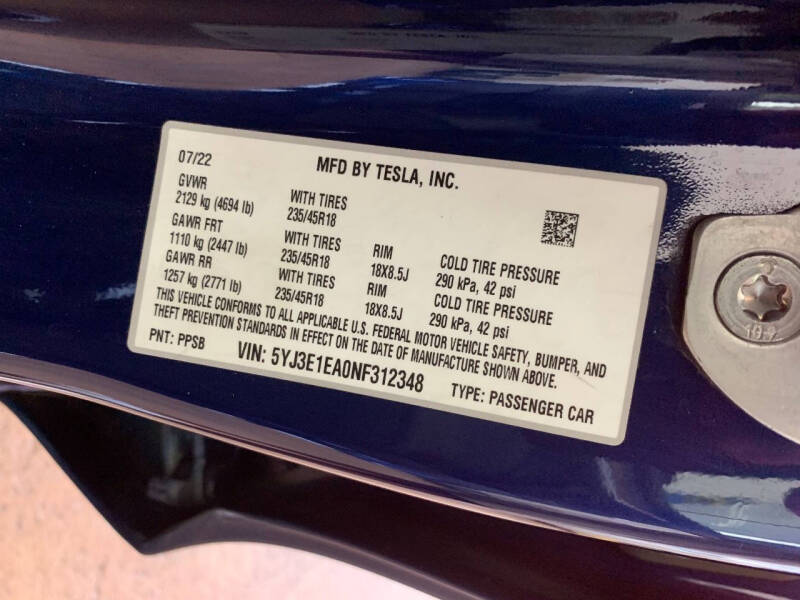 07/22 MFD BY TESLA, INC.
GVWR
2129 kg (4694 lb) WITH TIRES 235/45R18
GAWR FRT
1110 kg (2447 lb) WITH TIRES 235/45R18 RIM 18X8.5J COLD TIRE PRESSURE 290 kPa, 42 psi
GAWR RR
1257 kg (2771 lb) WITH TIRES 235/45R18 RIM 18X8.5J COLD TIRE PRESSURE 290 kPa, 42 psi
THIS VEHICLE CONFORMS TO ALL APPLICABLE U.S. FEDERAL MOTOR VEHICLE SAFETY, BUMPER, AND
THEFT PREVENTION STANDARDS IN EFFECT ON THE DATE OF MANUFACTURE SHOWN ABOVE.
PNT: PPSB VIN: 5YJ3E1EA0NF312348 TYPE: PASSENGER CAR